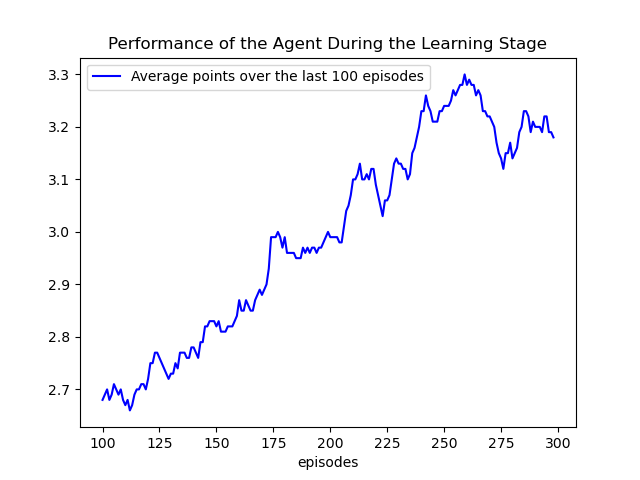 Performance of the Agent During the Learning Stage
Average points over the last 100 episodes
3.3
3.2
3.1
3.0
2.9
2.8
2.7
100 125 150 175 200 225 250 275 300
episodes